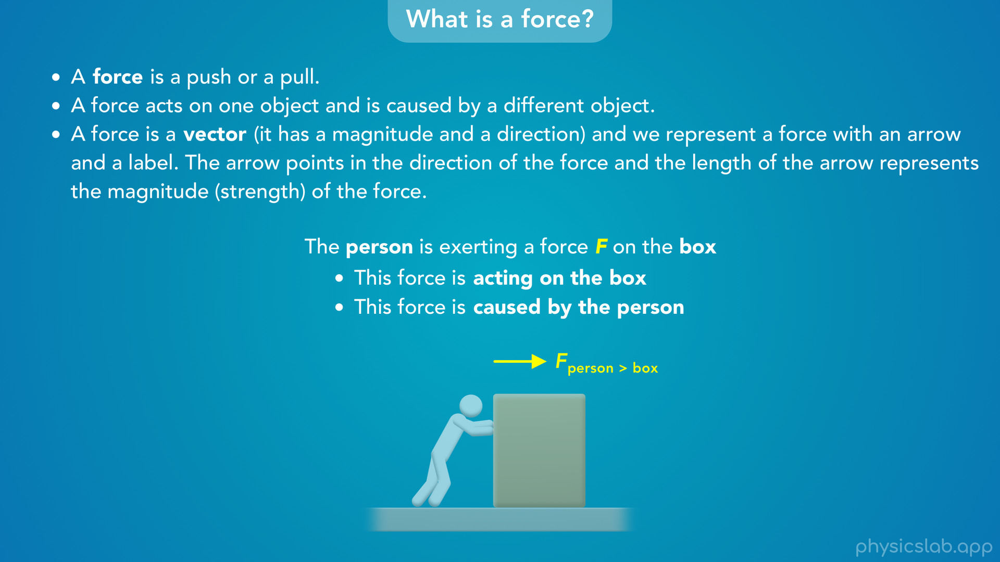 What is a force?
• A force is a push or a pull.
• A force acts on one object and is caused by a different object.
• A force is a vector (it has a magnitude and a direction) and we represent a force with an arrow
and a label. The arrow points in the direction of the force and the length of the arrow represents
the magnitude (strength) of the force.
The person is exerting a force F on the box
• This force is acting on the box
• This force is caused by the person
F person > box
physicslab.app